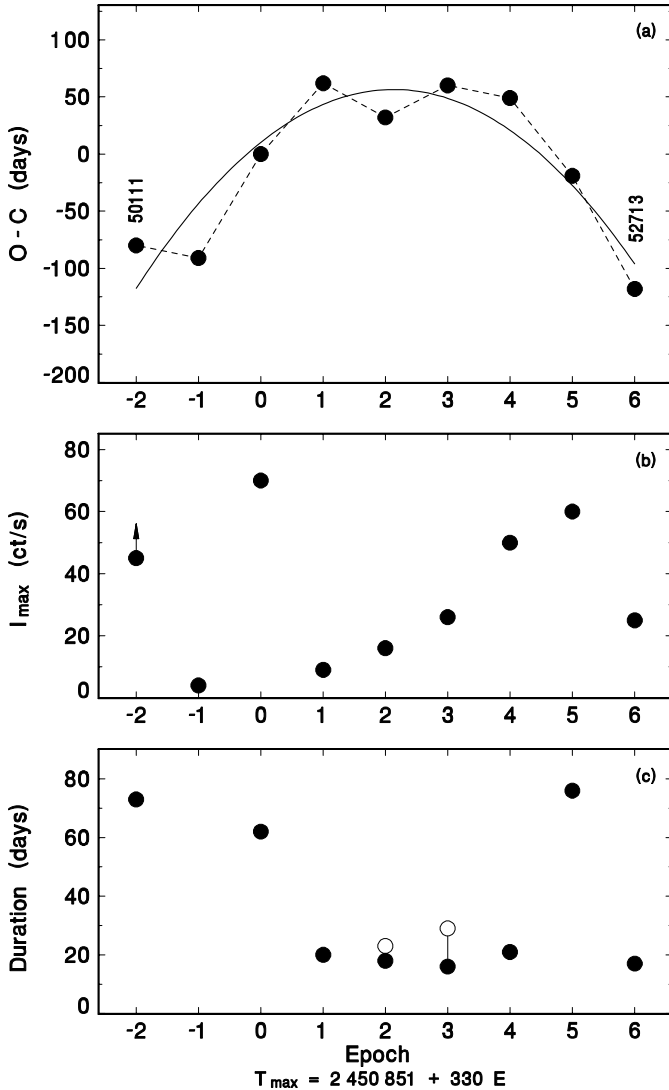 (a)
100
50
0
-50
-100
-150
-200
O - C (days)
50111
52713
-2 -1 0 1 2 3 4 5 6
(b)
80
60
40
20
0
I max (ct/s)
-2 -1 0 1 2 3 4 5 6
(c)
80
60
40
20
0
Duration (days)
-2 -1 0 1 2 3 4 5 6
Epoch
T max = 2 450 851 + 330 E